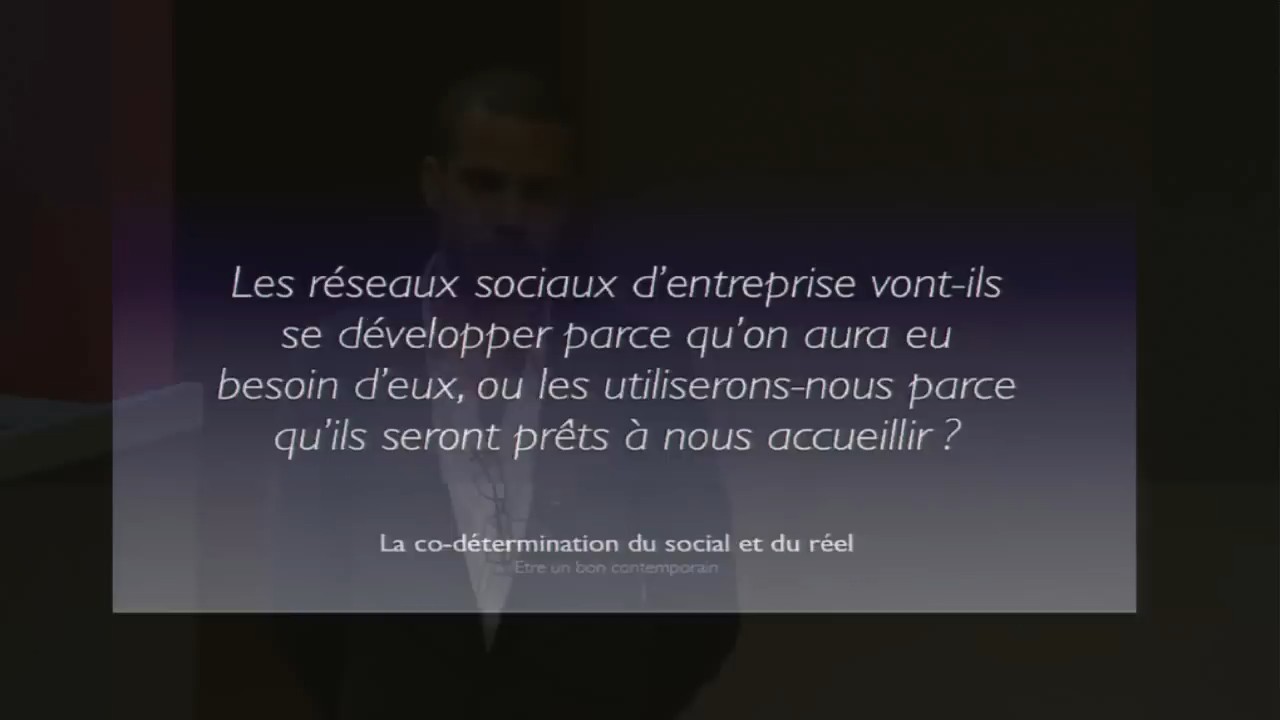 Les réseaux sociaux d’entreprise vont-ils
se développer parce qu’on aura eu
besoin d’eux, ou les utiliserons-nous parce
qu’ils seront prêts à nous accueillir ?
La co-détermination du social et du réel
Etre un bon contemporain